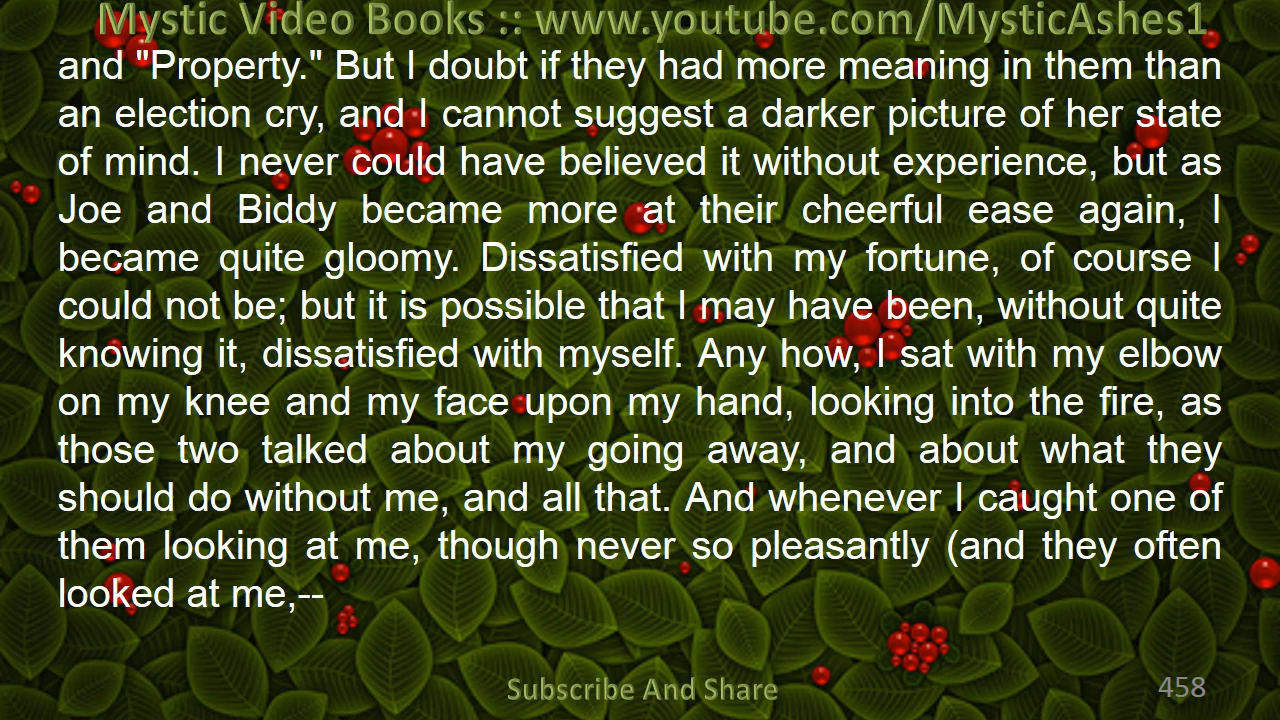 Mystic Video Books :: www.youtube.com/MysticAshes1
and "Property." But I doubt if they had more meaning in them than
an election cry, and I cannot suggest a darker picture of her state
of mind. I never could have believed it without experience, but as
Joe and Biddy became more at their cheerful ease again, I
became quite gloomy. Dissatisfied with my fortune, of course I
could not be; but it is possible that I may have been, without quite
knowing it, dissatisfied with myself. Any how, I sat with my elbow
on my knee and my face upon my hand, looking into the fire, as
those two talked about my going away, and about what they
should do without me, and all that. And whenever I caught one of
them looking at me, though never so pleasantly (and they often
looked at me,--
Subscribe And Share
458